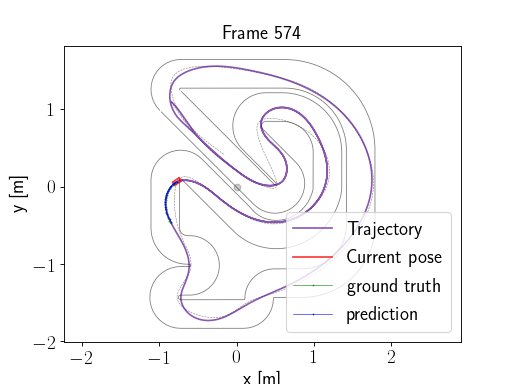 Frame 574
1
0
−1
−2
y [m]
−2 −1 0 1 2
x [m]
Trajectory
Current pose
ground truth
prediction